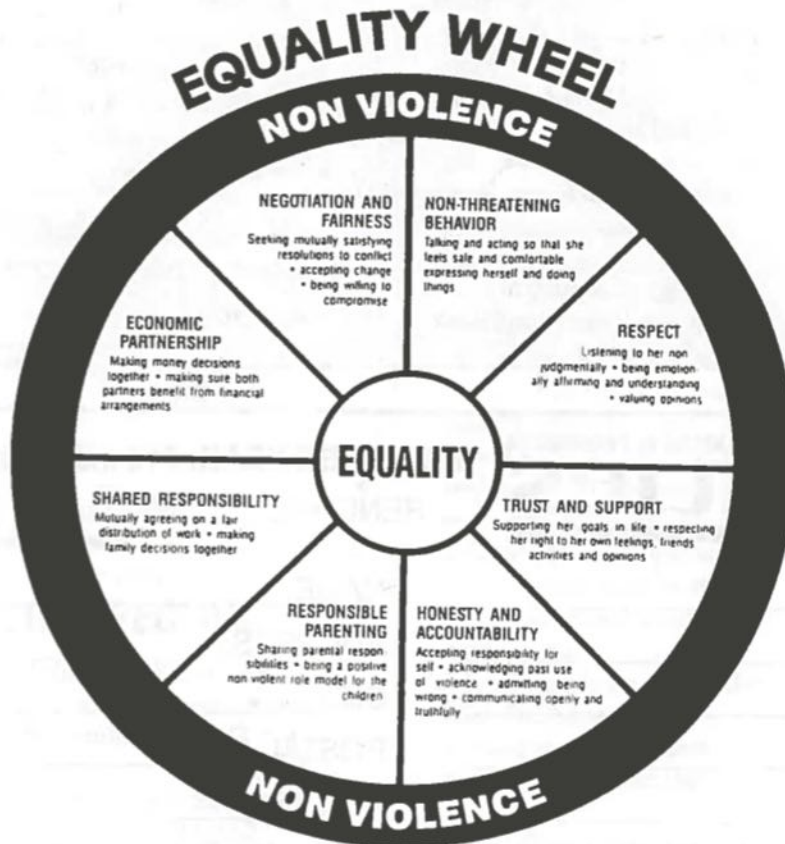 EQUALITY WHEEL
NON VIOLENCE
NEGOTIATION AND
FAIRNESS
Seeking mutually satisfying
resolutions to conflict
• accepting change
• being willing to
compromise
NON-THREATENING
BEHAVIOR
Talking and acting so that she
feels safe and comfortable
expressing herself and doing
things
RESPECT
Listening to her non
judgmentally • being emotion-
ally affirming and understanding
• valuing opinions
TRUST AND SUPPORT
Supporting her goals in life • respecting
her right to her own feelings, friends
activities and opinions
HONESTY AND
ACCOUNTABILITY
Accepting responsibility for
self • acknowledging past use
of violence • admitting being
wrong • communicating openly and
truthfully
RESPONSIBLE
PARENTING
Sharing parental respon
sibilities • being a positive
non violent role model for the
children
SHARED RESPONSIBILITY
Mutually agreeing on a fair
distribution of work • making
family decisions together
ECONOMIC
PARTNERSHIP
Making money decisions
together • making sure both
partners benefit from financial
arrangements
EQUALITY
NON VIOLENCE